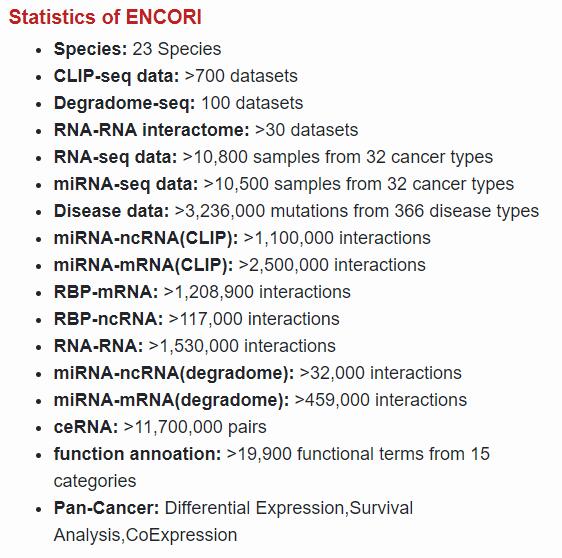 Statistics of ENCORI
Species: 23 Species
CLIP-seq data: >700 datasets
Degradome-seq: 100 datasets
RNA-RNA interactome: >30 datasets
RNA-seq data: >10,800 samples from 32 cancer types
miRNA-seq data: >10,500 samples from 32 cancer types
Disease data: >3,236,000 mutations from 366 disease types
miRNA-ncRNA(CLIP): >1,100,000 interactions
miRNA-mRNA(CLIP): >2,500,000 interactions
RBP-mRNA: >1,208,900 interactions
RBP-ncRNA: >117,000 interactions
RNA-RNA: >1,530,000 interactions
miRNA-ncRNA(degradome): >32,000 interactions
miRNA-mRNA(degradome): >459,000 interactions
ceRNA: >11,700,000 pairs
function annoation: >19,900 functional terms from 15
categories
Pan-Cancer: Differential Expression,Survival
Analysis,CoExpression